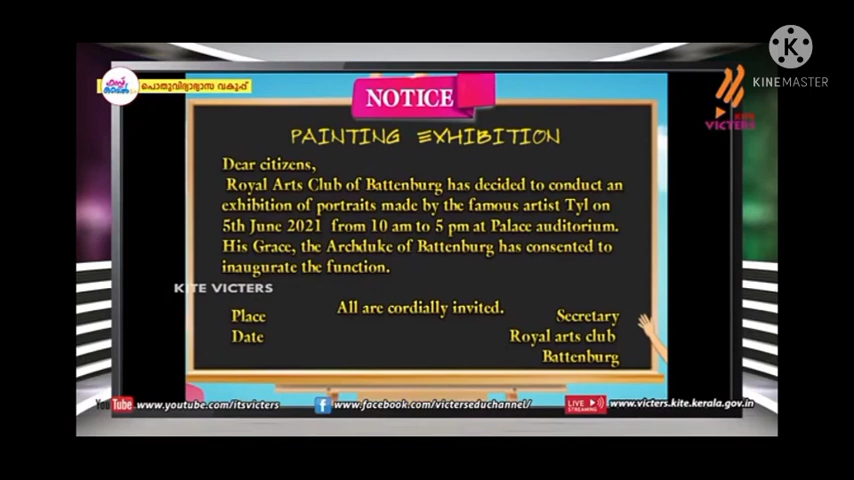 KINEMASTER
ഫസ്റ്റ്
പൊതുവിദ്യാഭ്യാസ വകുപ്പ്
KITE
VICTERS
NOTICE
PAINTING EXHIBITION
Dear citizens,
Royal Arts Club of Battenburg has decided to conduct an
exhibition of portraits made by the famous artist Tyl on
5th June 2021 from 10 am to 5 pm at Palace auditorium.
His Grace, the Archduke of Battenburg has consented to
inaugurate the function.
KITE VICTERS
All are cordially invited.
Place
Secretary
Date
Royal arts club
Battenburg
YouTube www.youtube.com/itsvicters
www.facebook.com/victerseduchannel/
LIVE STREAMING www.victers.kite.kerala.gov.in